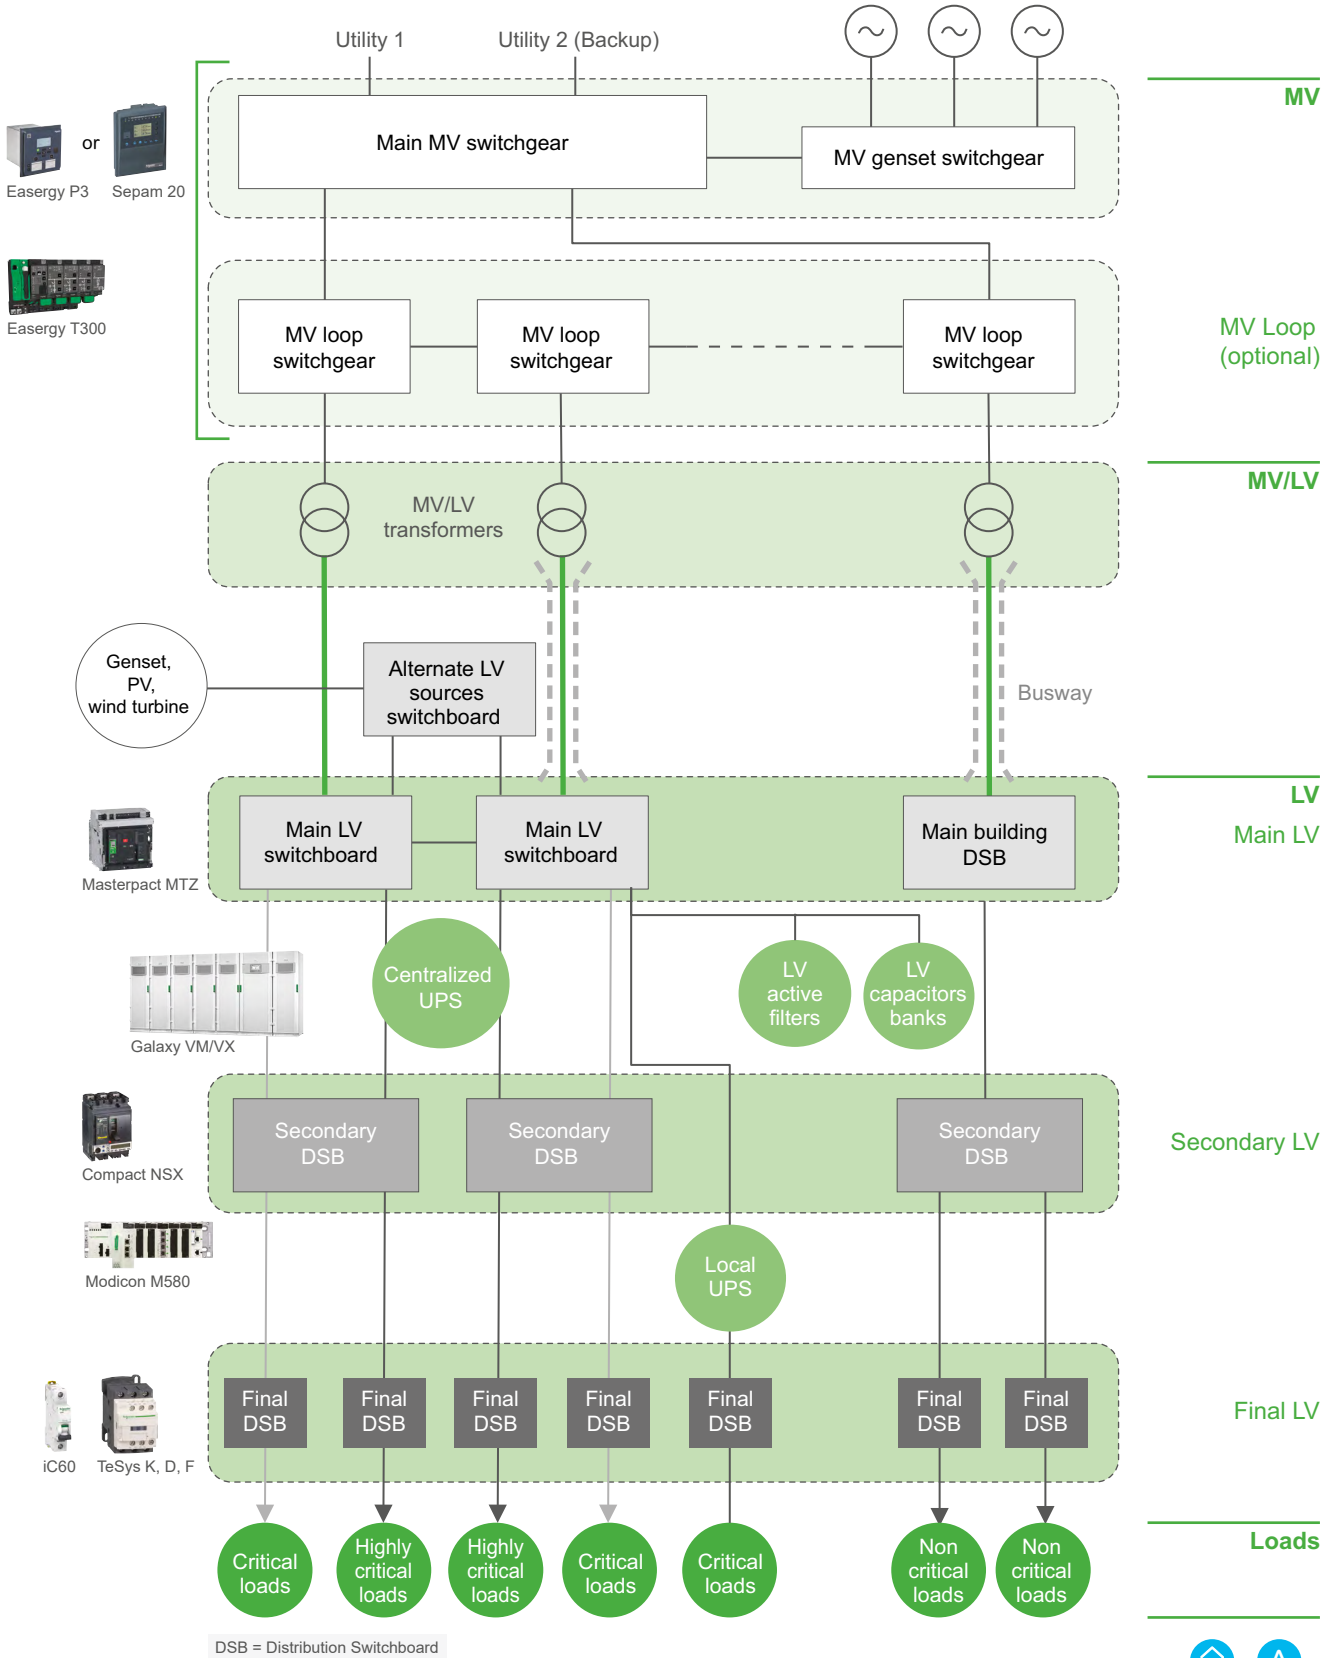 Utility 1
Utility 2 (Backup)
MV
Main MV switchgear
MV genset switchgear
or
Easergy P3
Sepam 20
Easergy T300
MV loop
switchgear
MV loop
switchgear
MV loop
switchgear
MV Loop
(optional)
MV/LV
MV/LV
transformers
Genset,
PV,
wind turbine
Alternate LV
sources
switchboard
Busway
LV
Main LV
Main LV
switchboard
Main LV
switchboard
Main building
DSB
Masterpact MTZ
Centralized
UPS
LV
active
filters
LV
capacitors
banks
Galaxy VM/VX
Secondary
DSB
Secondary
DSB
Secondary
DSB
Secondary LV
Compact NSX
Modicon M580
Local
UPS
Final
DSB
Final
DSB
Final
DSB
Final
DSB
Final
DSB
Final
DSB
Final
DSB
Final LV
iC60
TeSys K, D, F
Loads
Critical
loads
Highly
critical
loads
Highly
critical
loads
Critical
loads
Critical
loads
Non
critical
loads
Non
critical
loads
DSB = Distribution Switchboard